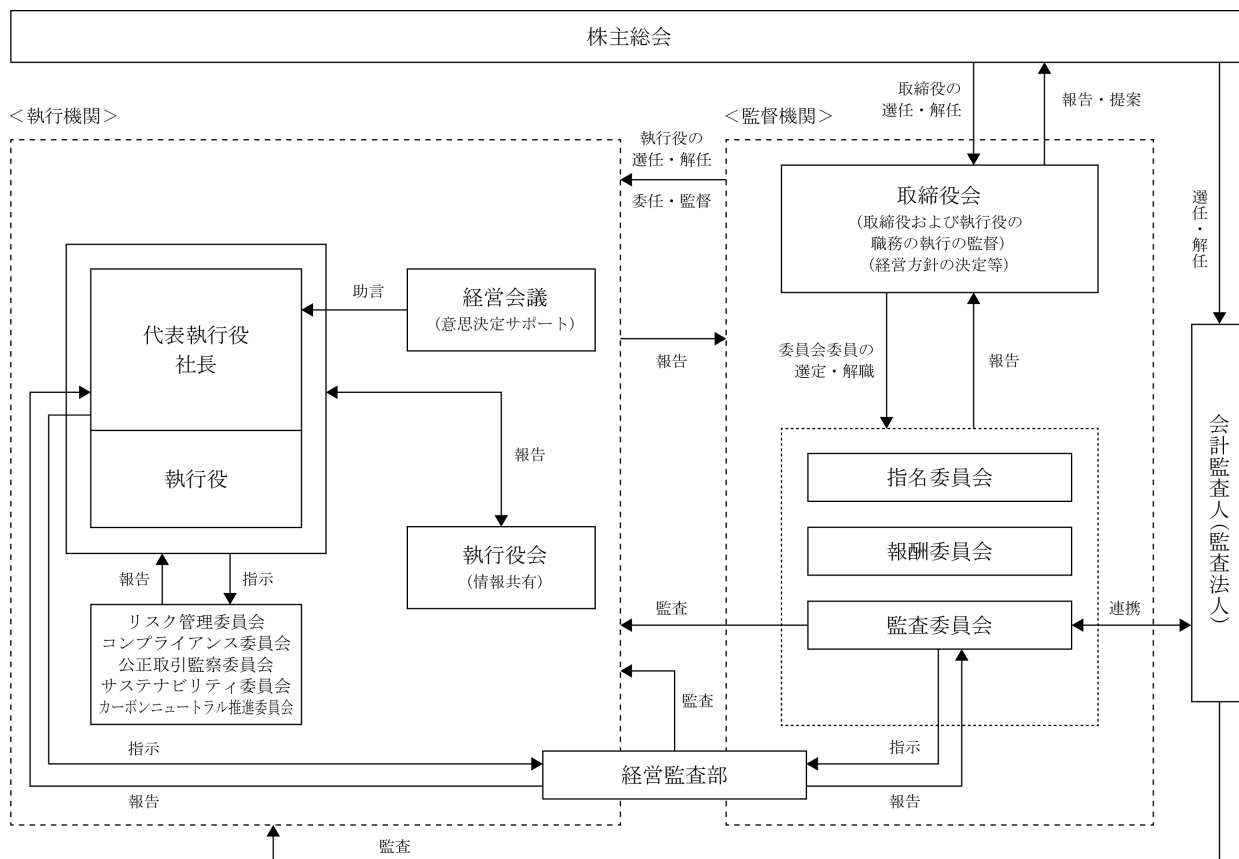 株主総会
＜執行機関＞
＜監督機関＞
取締役の
選任・解任
報告・提案
執行役の
選任・解任
委任・監督
取締役会
（取締役および執行役の
職務の執行の監督）
（経営方針の決定等）
選任・解任
代表執行役
社長
執行役
助言
経営会議
（意思決定サポート）
報告
委員会委員の
選定・解職
報告
報告
執行役会
（情報共有）
指名委員会
報酬委員会
監査委員会
会計監査人（監査法人）
連携
監査
報告
指示
リスク管理委員会
コンプライアンス委員会
公正取引監察委員会
サステナビリティ委員会
カーボンニュートラル推進委員会
監査
指示
報告
経営監査部
指示
報告
監査